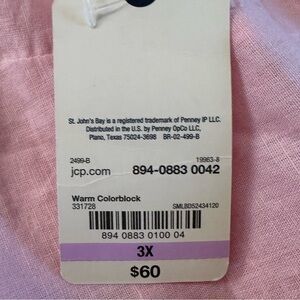 St. John's Bay is a registered trademark of Penney IP LLC.
Distributed in the U.S. by Penney OpCo LLC,
Plano, Texas 75024-3698 BR-02-499-B
2499-B 19963-8
jcp.com 894-0883 0042
Warm Colorblock
331728 SMLBD52434120
894 0883 0100 04
3X
$60